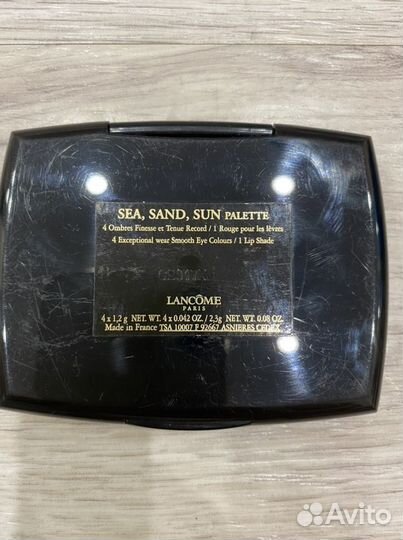 SEA, SAND, SUN PALETTE
4 Ombres Finesse et Tenue Record / 1 Rouge pour les lèvres
4 Exceptional wear Smooth Eye Colours / 1 Lip Shade
LANCÔME
PARIS
4 x 1,2 g NET. WT. 4 x 0.042 OZ. / 2,3g NET. WT. 0.08 OZ.
Made in France TSA 10007 F 92667 ASNIERES CEDEX
Avito